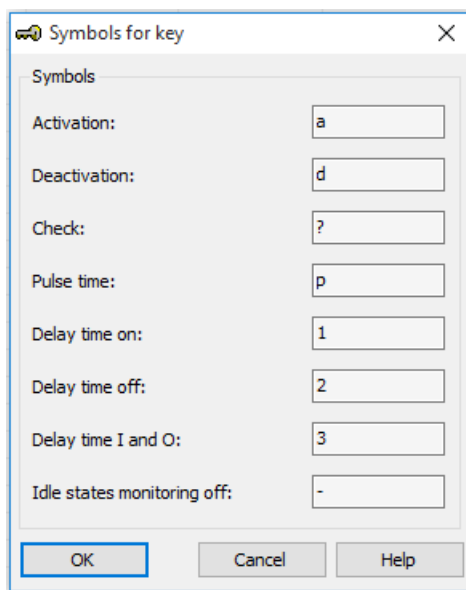 Symbols for key
Symbols
Activation: a
Deactivation: d
Check: ?
Pulse time: p
Delay time on: 1
Delay time off: 2
Delay time I and O: 3
Idle states monitoring off: -
OK Cancel Help